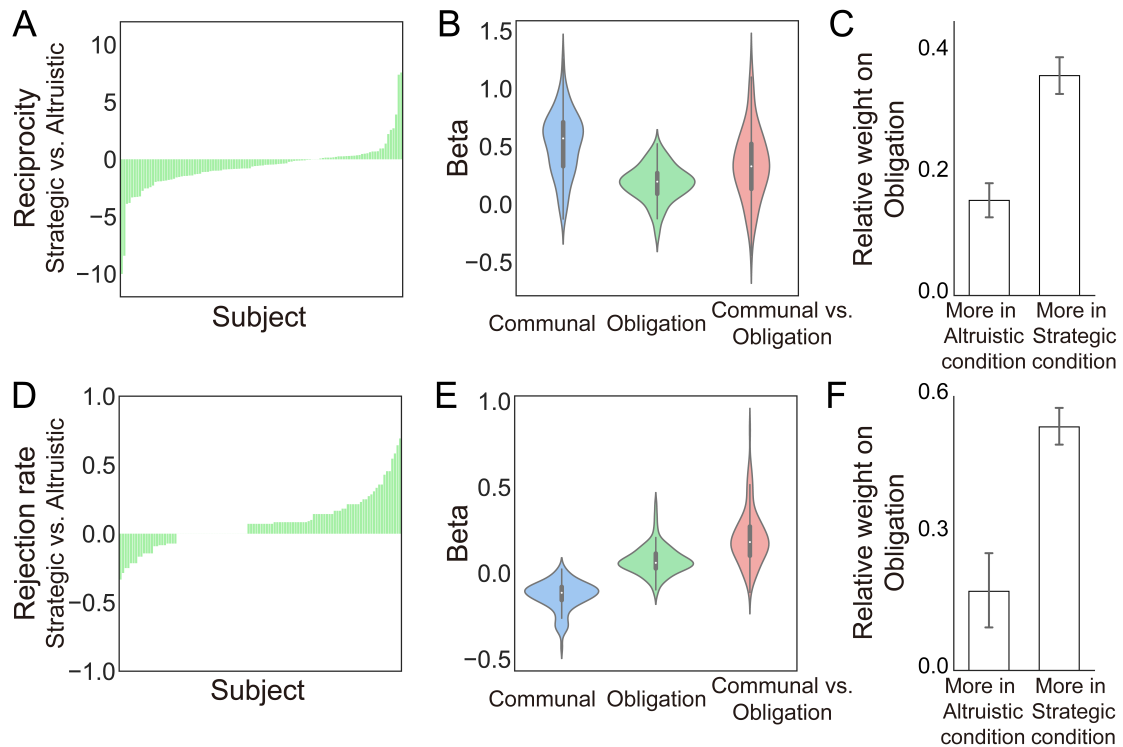 A
Reciprocity
Strategic vs. Altruistic
10
5
0
−5
−10
Subject
B
Beta
1.5
1.0
0.5
0.0
−0.5
Communal
Obligation
Communal vs.
Obligation
C
Relative weight on
Obligation
0.4
0.2
0.0
More in
Altruistic
condition
More in
Strategic
condition
D
Rejection rate
Strategic vs. Altruistic
1.0
0.5
0.0
−0.5
−1.0
Subject
E
Beta
1.0
0.5
0.0
−0.5
Communal
Obligation
Communal vs.
Obligation
F
Relative weight on
Obligation
0.6
0.3
0.0
More in
Altruistic
condition
More in
Strategic
condition